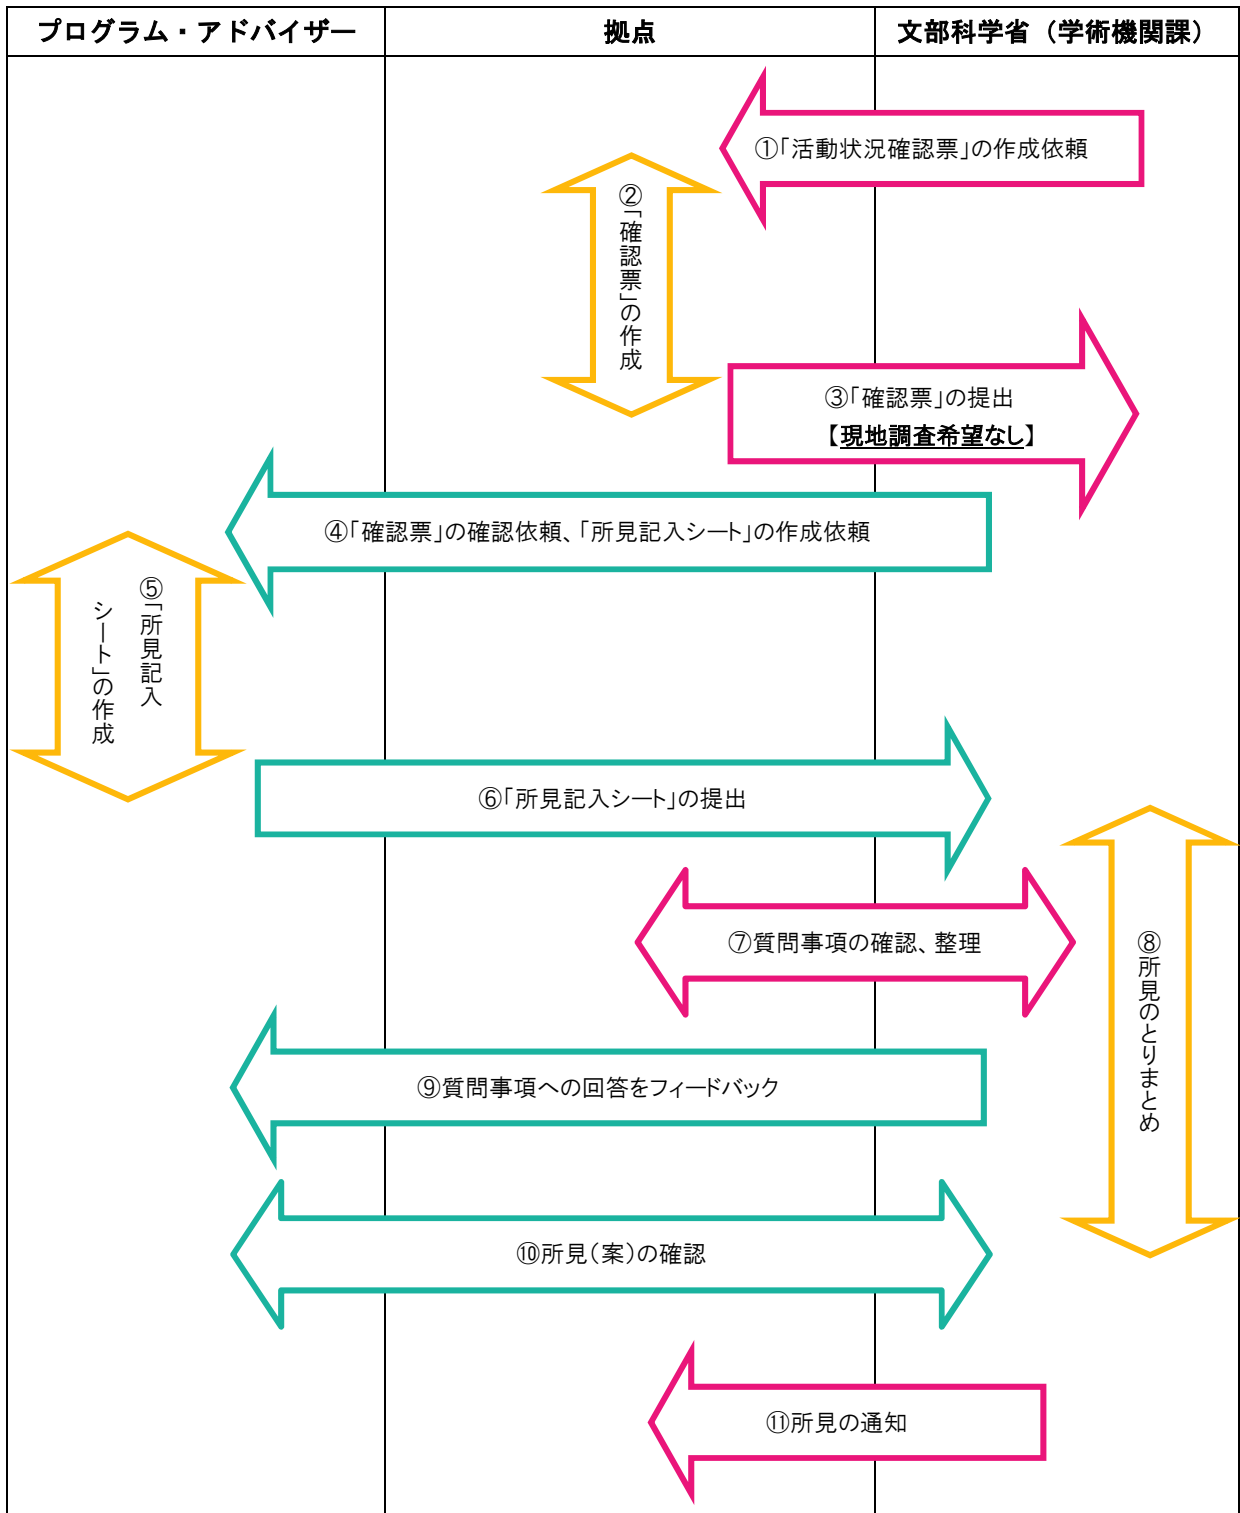 プログラム・アドバイザー
拠点
文部科学省（学術機関課）
①「活動状況確認票」の作成依頼
②「確認票」の作成
③「確認票」の提出
【現地調査希望なし】
④「確認票」の確認依頼、「所見記入シート」の作成依頼
⑤「所見記入
シート」の作成
⑥「所見記入シート」の提出
⑦質問事項の確認、整理
⑧所見のとりまとめ
⑨質問事項への回答をフィードバック
⑩所見（案）の確認
⑪所見の通知